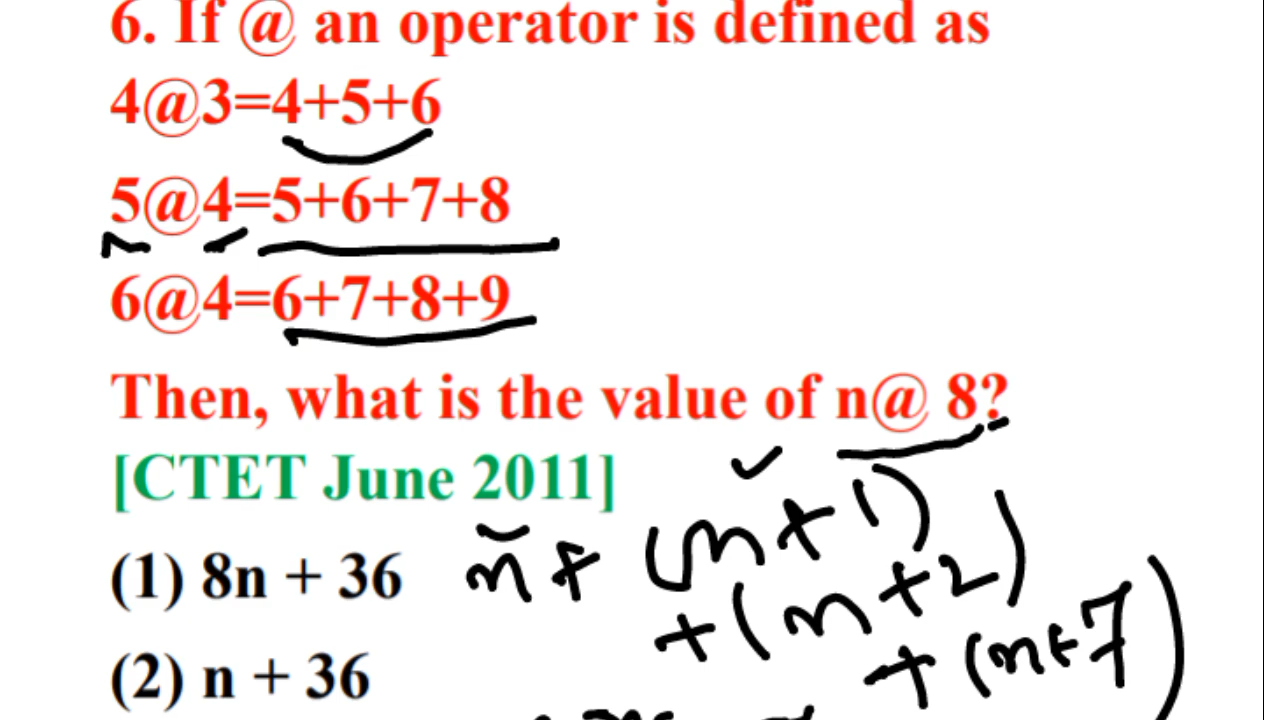 6. If @ an operator is defined as
4@3=4+5+6
5@4=5+6+7+8
6@4=6+7+8+9
Then, what is the value of n@ 8?
[CTET June 2011]
(1) 8n + 36
n + (n+1)
+ (n+2)
+ (n+7)
(2) n + 36